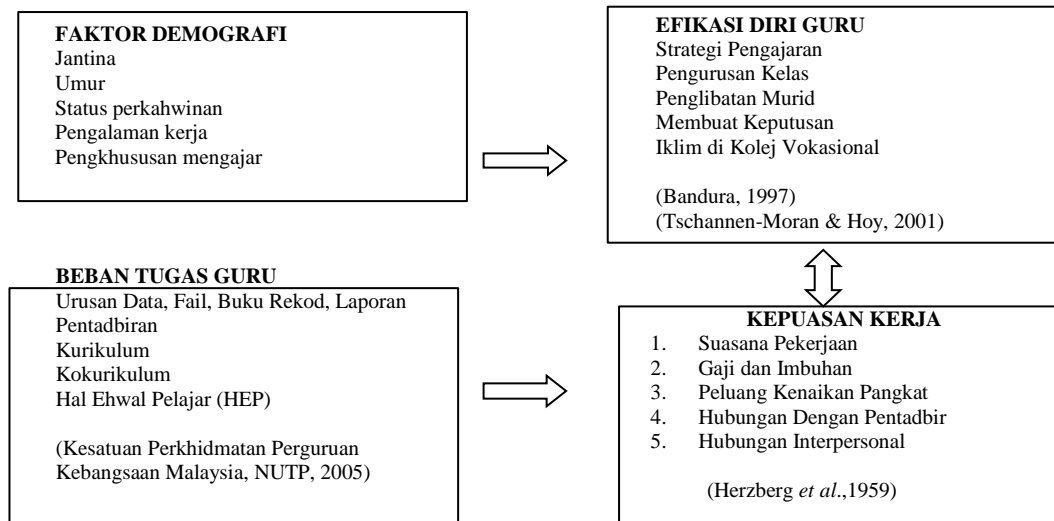 FAKTOR DEMOGRAFI
Jantina
Umur
Status perkahwinan
Pengalaman kerja
Pengkhususan mengajar
EFIKASI DIRI GURU
Strategi Pengajaran
Pengurusan Kelas
Penglibatan Murid
Membuat Keputusan
Iklim di Kolej Vokasional
(Bandura, 1997)
(Tschannen-Moran & Hoy, 2001)
BEBAN TUGAS GURU
Urusan Data, Fail, Buku Rekod, Laporan
Pentadbiran
Kurikulum
Kokurikulum
Hal Ehwal Pelajar (HEP)
(Kesatuan Perkhidmatan Perguruan
Kebangsaan Malaysia, NUTP, 2005)
KEPUASAN KERJA
1. Suasana Pekerjaan
2. Gaji dan Imbuhan
3. Peluang Kenaikan Pangkat
4. Hubungan Dengan Pentadbir
5. Hubungan Interpersonal
(Herzberg et al.,1959)